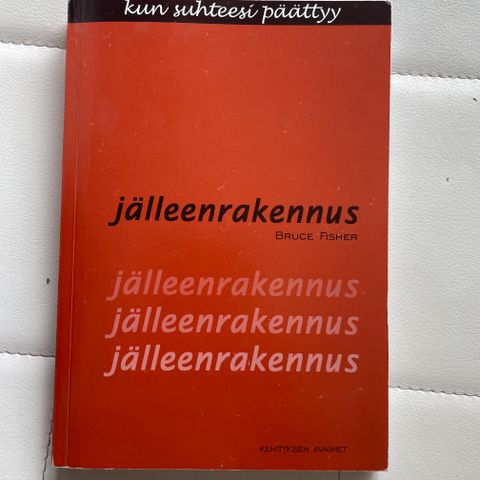 kun suhteesi päättyy
jälleenrakennus
BRUCE FISHER
jälleenrakennus
jälleenrakennus
jälleenrakennus
KEHITYKSEN AVAIMET